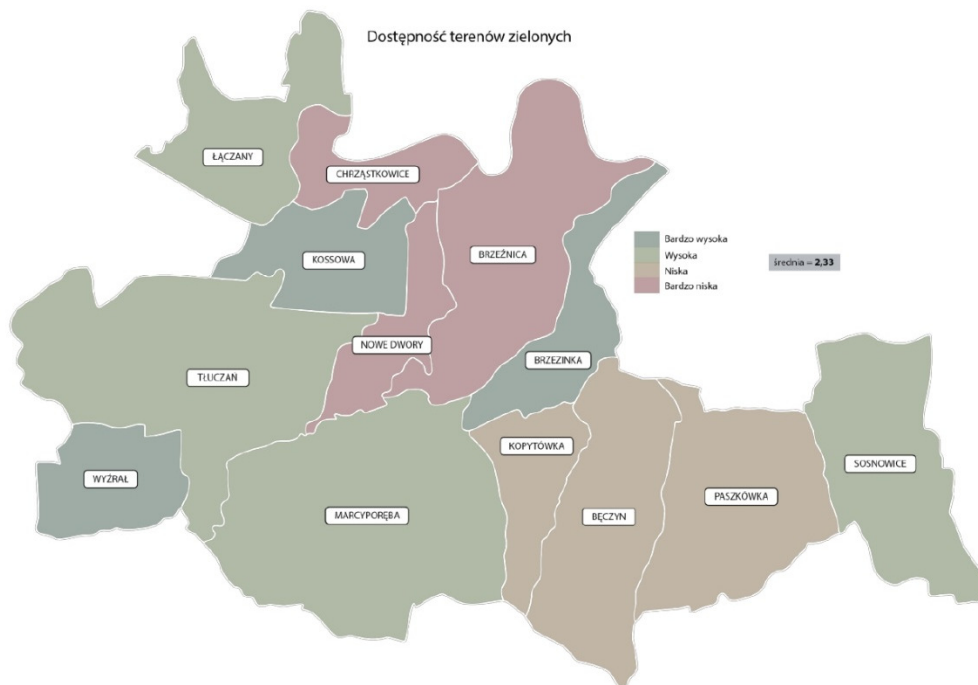 Dostępność terenów zielonych
ŁĄCZANY
CHRZĄSTKOWICE
KOSSOWA
BRZEŹNICA
Bardzo wysoka
Wysoka
Niska
Bardzo niska
średnia = 2,33
NOWE DWORY
BRZEZINKA
TŁUCZAŃ
KOPYTÓWKA
WYŹRAŁ
SOSNOWICE
PASZKÓWKA
MARCYPORĘBA
BĘCZYN